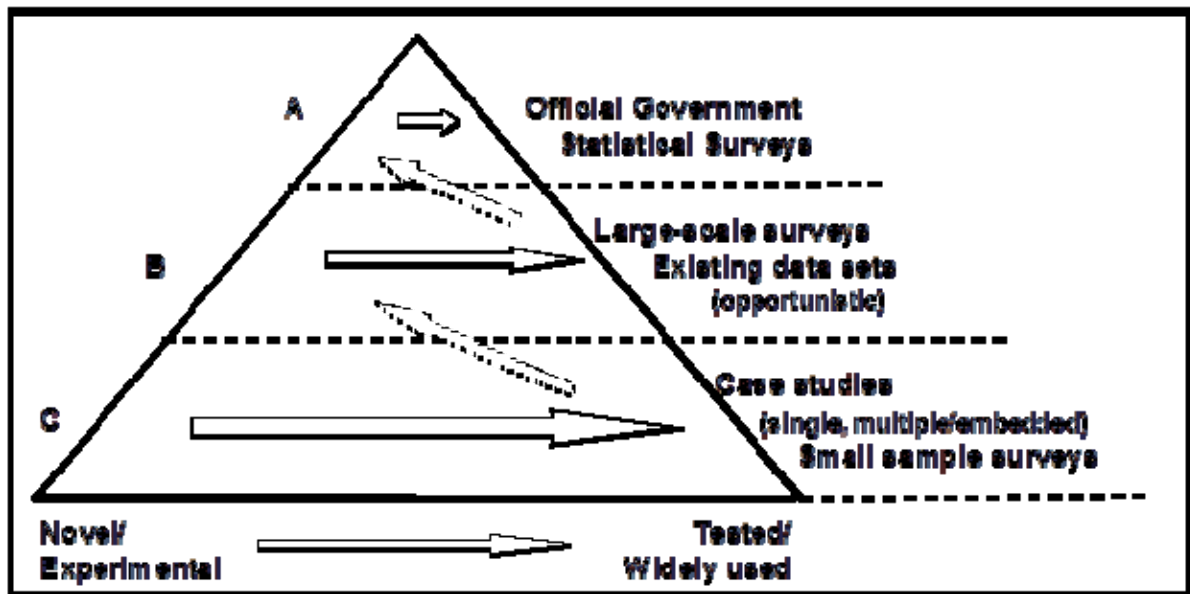 A
Official Government
Statistical Surveys
B
Large-scale surveys
Existing data sets
(opportunistic)
C
Case studies
(single, multiple/embedded)
Small sample surveys
Novel/
Experimental
Tested/
Widely used